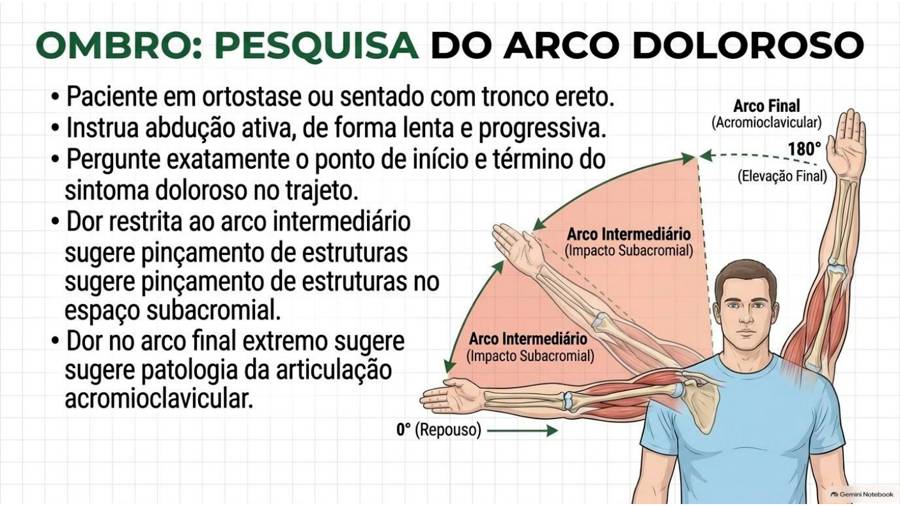 OMBRO: PESQUISA DO ARCO DOLOROSO
• Paciente em ortostase ou sentado com tronco ereto.
• Instrua abdução ativa, de forma lenta e progressiva.
• Pergunte exatamente o ponto de início e término do
sintoma doloroso no trajeto.
• Dor restrita ao arco intermediário
sugere pinçamento de estruturas
sugere pinçamento de estruturas no
espaço subacromial.
• Dor no arco final extremo sugere
sugere patologia da articulação
acromioclavicular.
Arco Final
(Acromioclavicular)
180°
(Elevação Final)
Arco Intermediário
(Impacto Subacromial)
Arco Intermediário
(Impacto Subacromial)
0° (Repouso)
Gemini Notebook